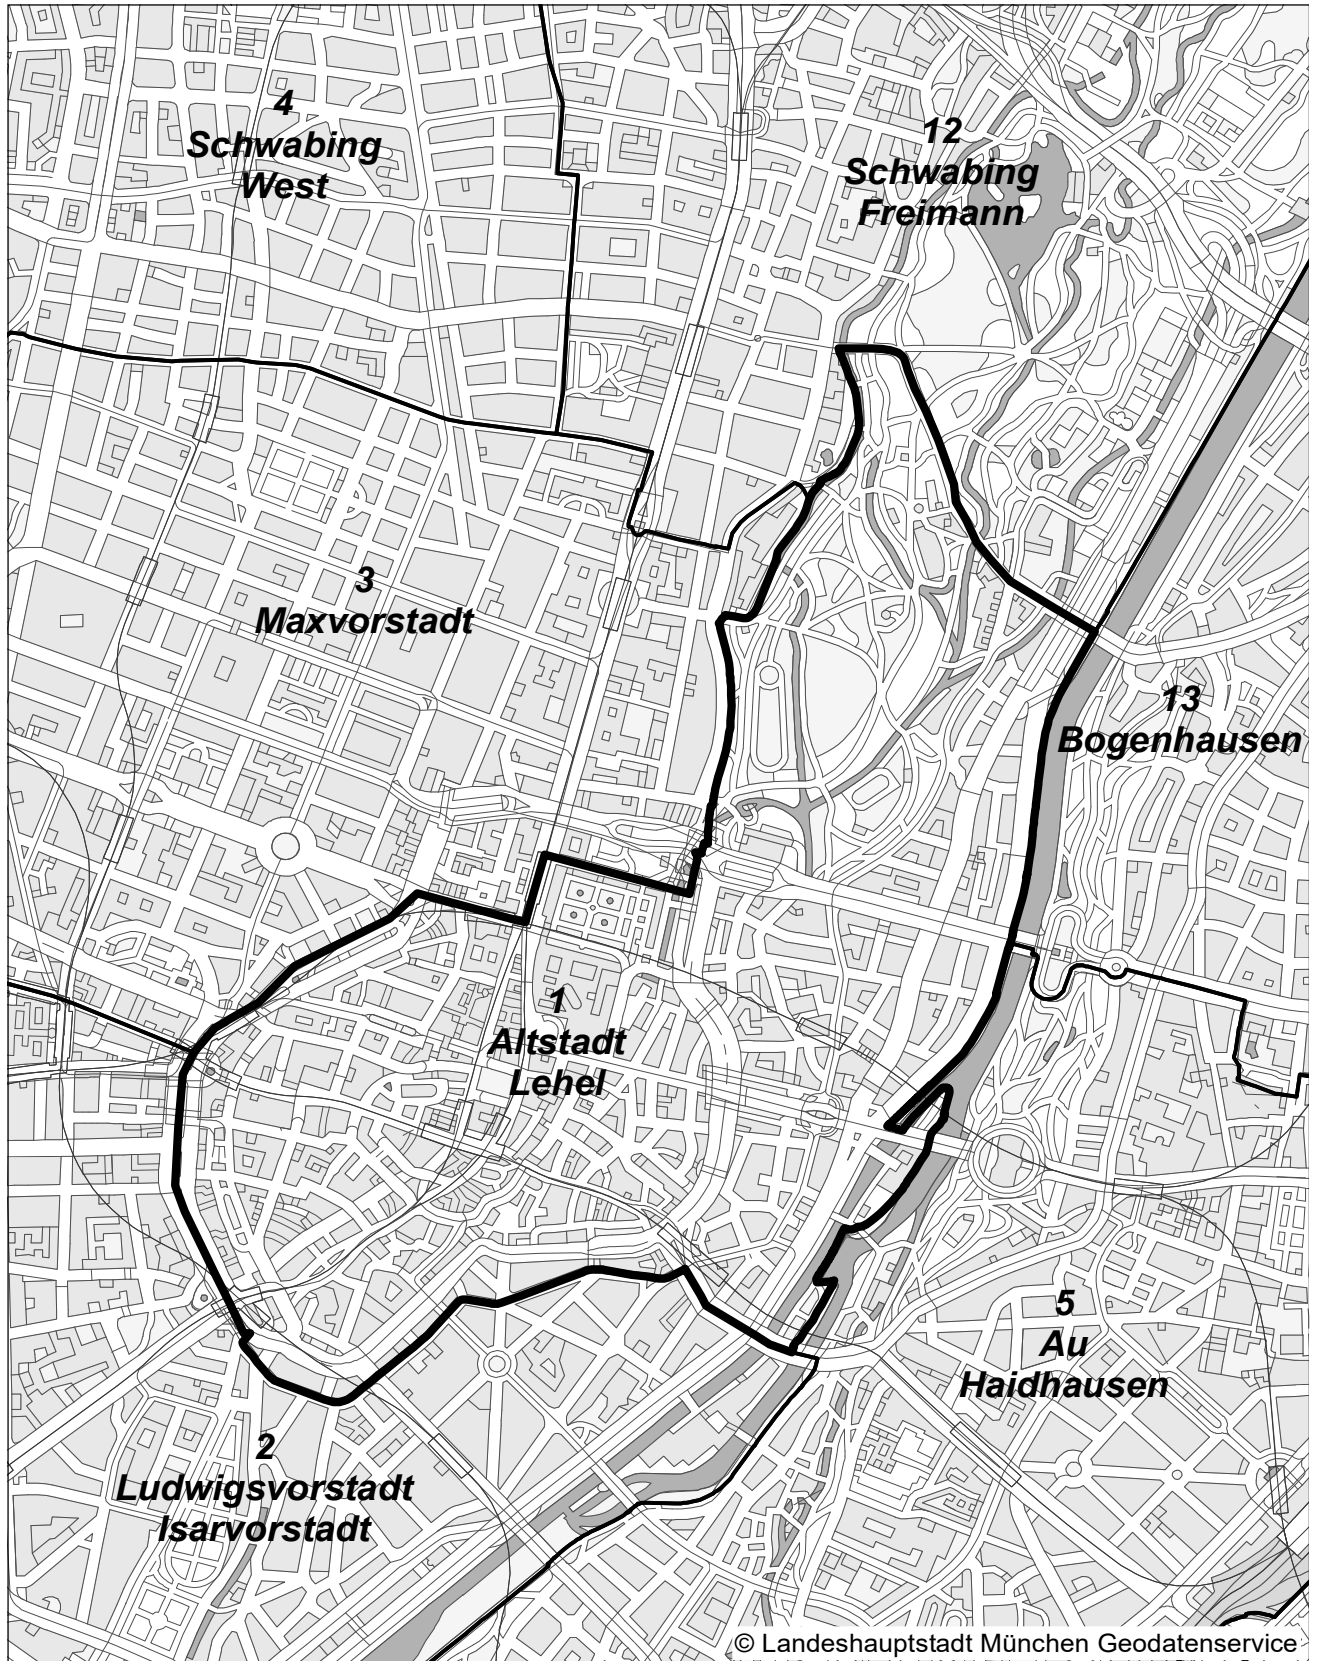 4
Schwabing
West
12
Schwabing
Freimann
3
Maxvorstadt
13
Bogenhausen
1
Altstadt
Lehel
5
Au
Haidhausen
2
Ludwigsvorstadt
Isarvorstadt
© Landeshauptstadt München Geodatenservice